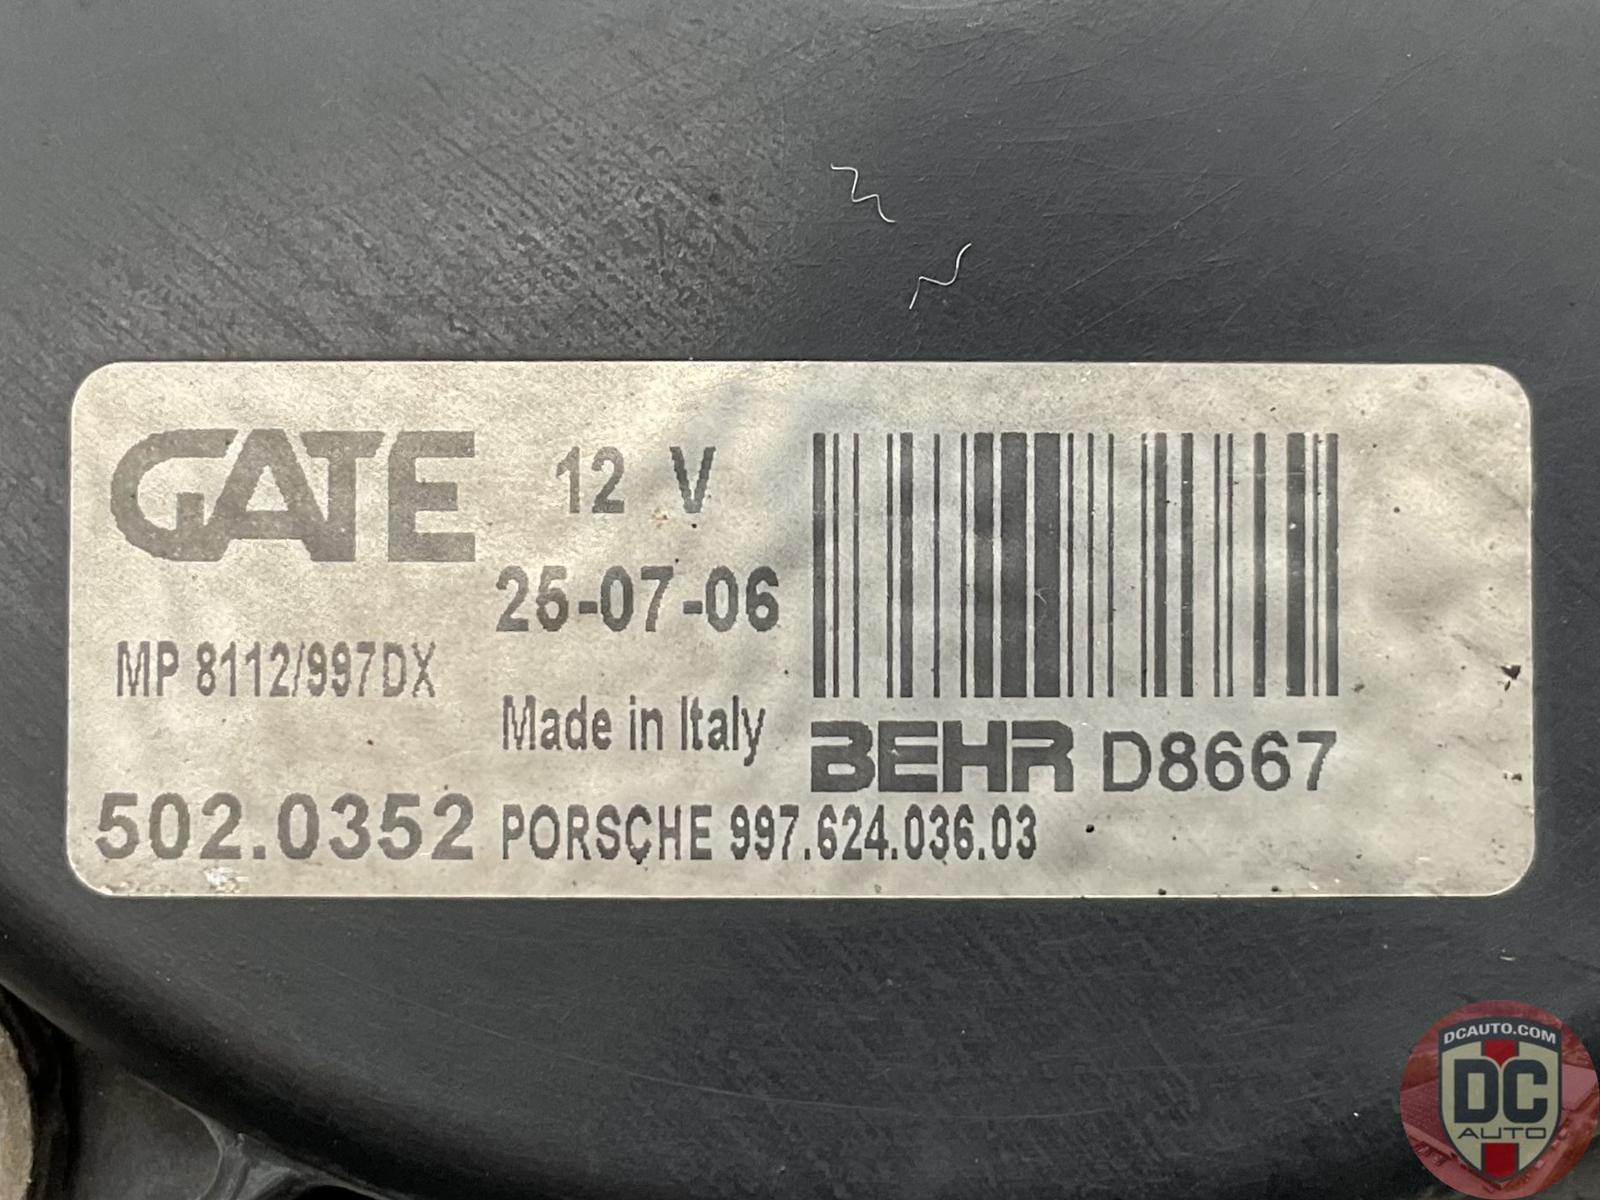 GATE
12 V
25-07-06
MP 8112/997DX
Made in Italy
BEHR D8667
502.0352 PORSCHE 997.624.036.03
DCAUTO.COM
DC
AUTO